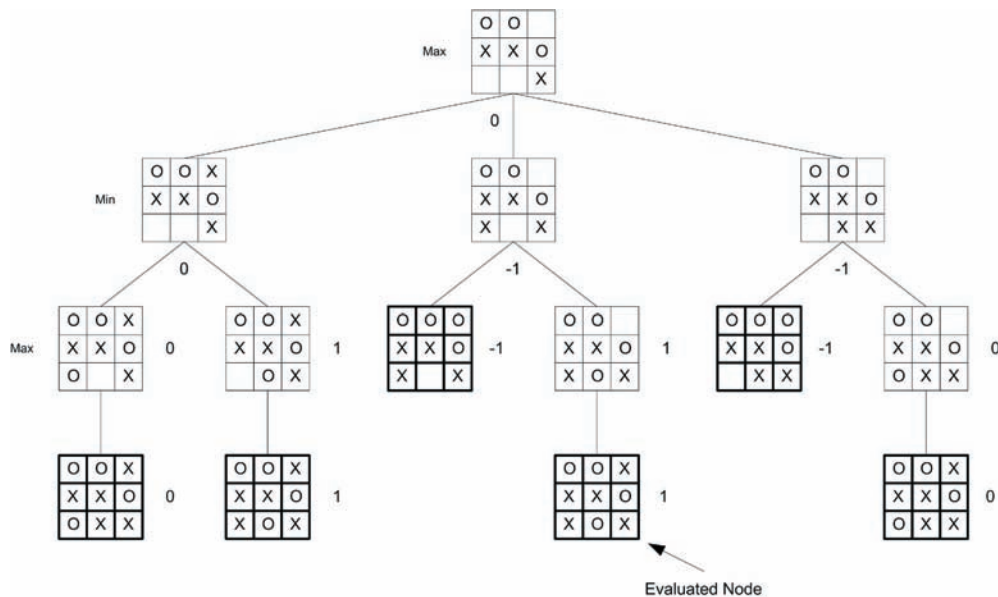 O O
Max X X O
X
0
O O X O O O O
Min X X O X X O X X O
X X X X X
0 -1 -1
O O X O O X O O O O O O O O O O
Max X X O 0 X X O 1 X X O -1 X X O 1 X X O -1 X X O 0
O X O X X X X O X X X O X X
O O X O O X O O X O O X
X X O 0 X X O 1 X X O 1 X X O 0
O X X X O X X O X O X X
Evaluated Node